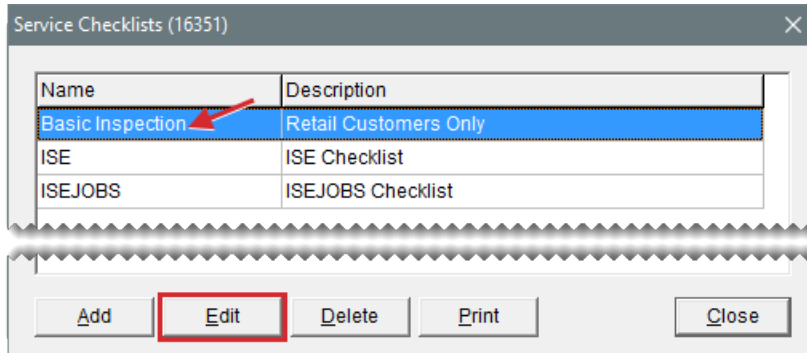 Service Checklists (16351)
Name Description
Basic Inspection Retail Customers Only
ISE ISE Checklist
ISEJOBS ISEJOBS Checklist
Add Edit Delete Print Close